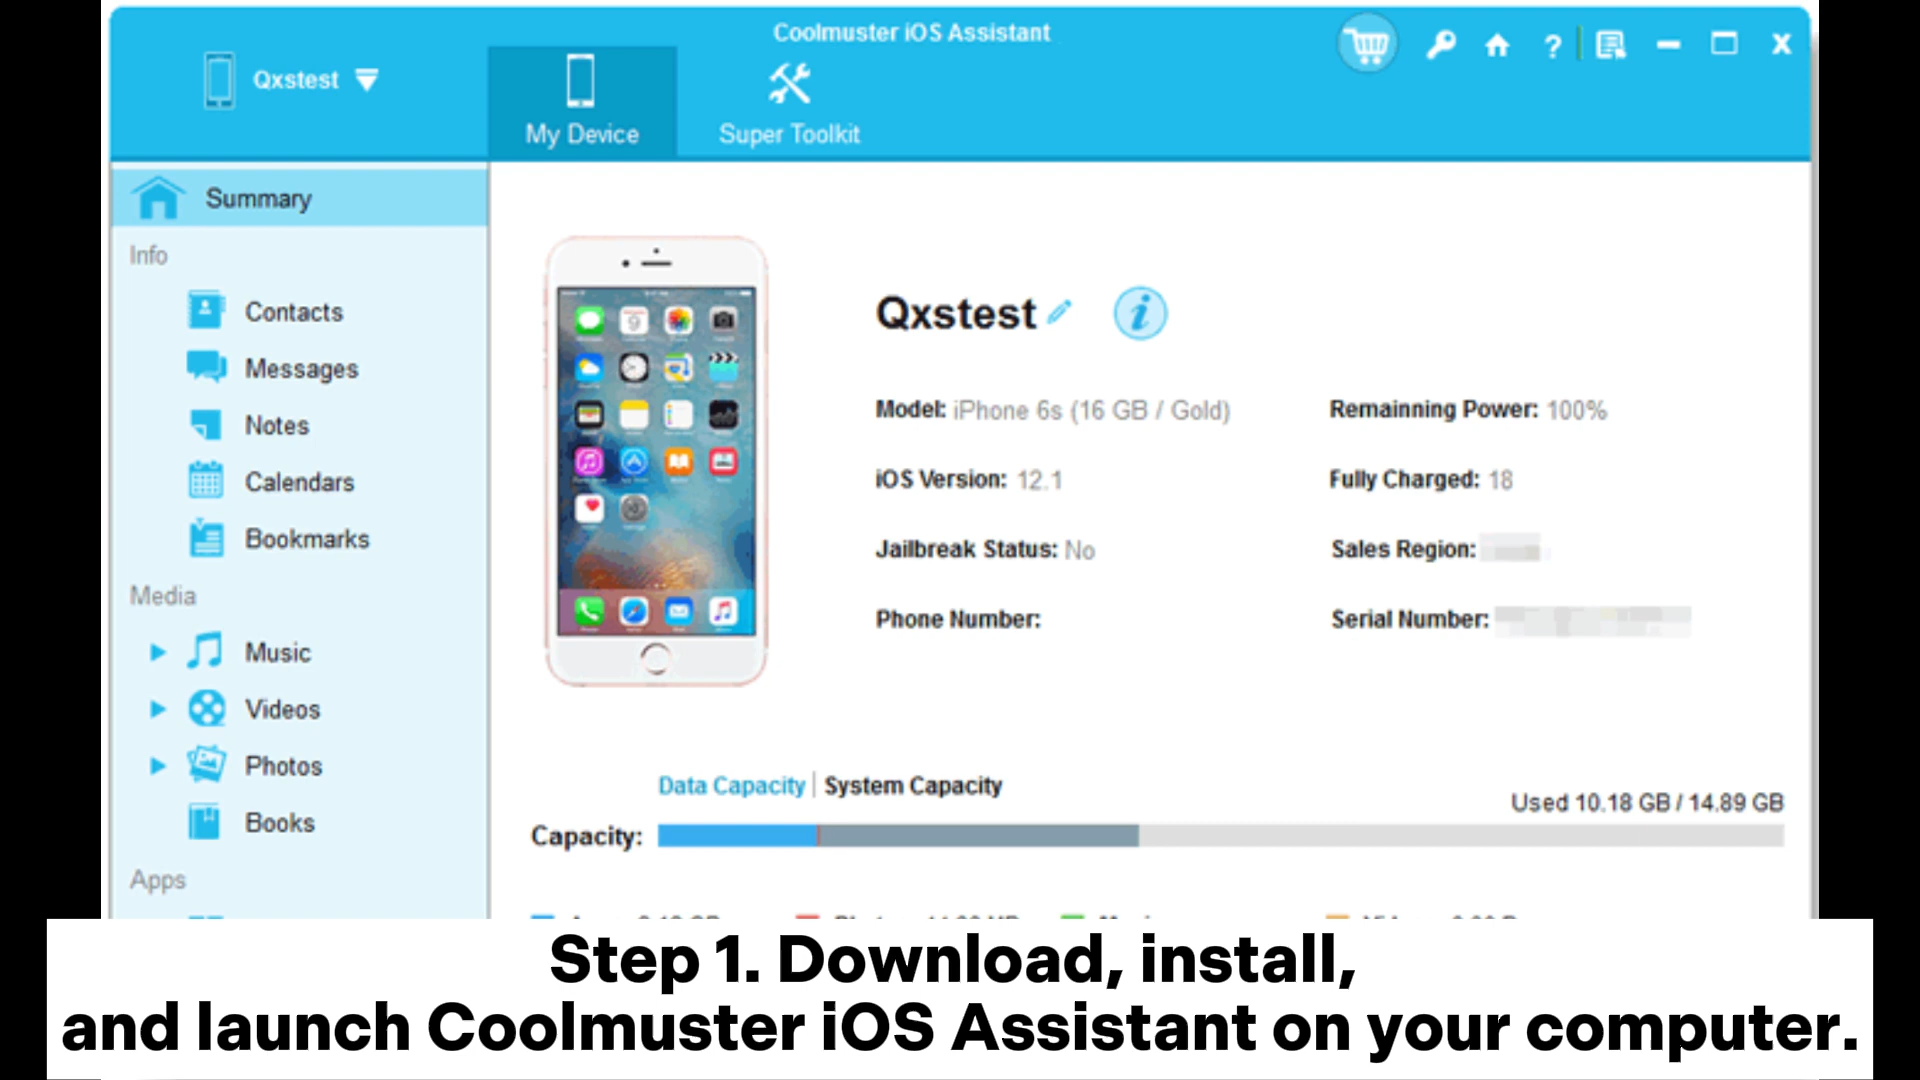 Coolmuster iOS Assistant
Qxstest
My Device
Super Toolkit
?
Summary
Info
Contacts
Messages
Notes
Calendars
Bookmarks
Media
Music
Videos
Photos
Books
Apps
Qxstest
Model: iPhone 6s (16 GB / Gold)
Remainning Power: 100%
iOS Version: 12.1
Fully Charged: 18
Jailbreak Status: No
Sales Region:
Phone Number:
Serial Number:
Data Capacity | System Capacity
Used 10.18 GB / 14.89 GB
Capacity:
Step 1. Download, install,
and launch Coolmuster iOS Assistant on your computer.